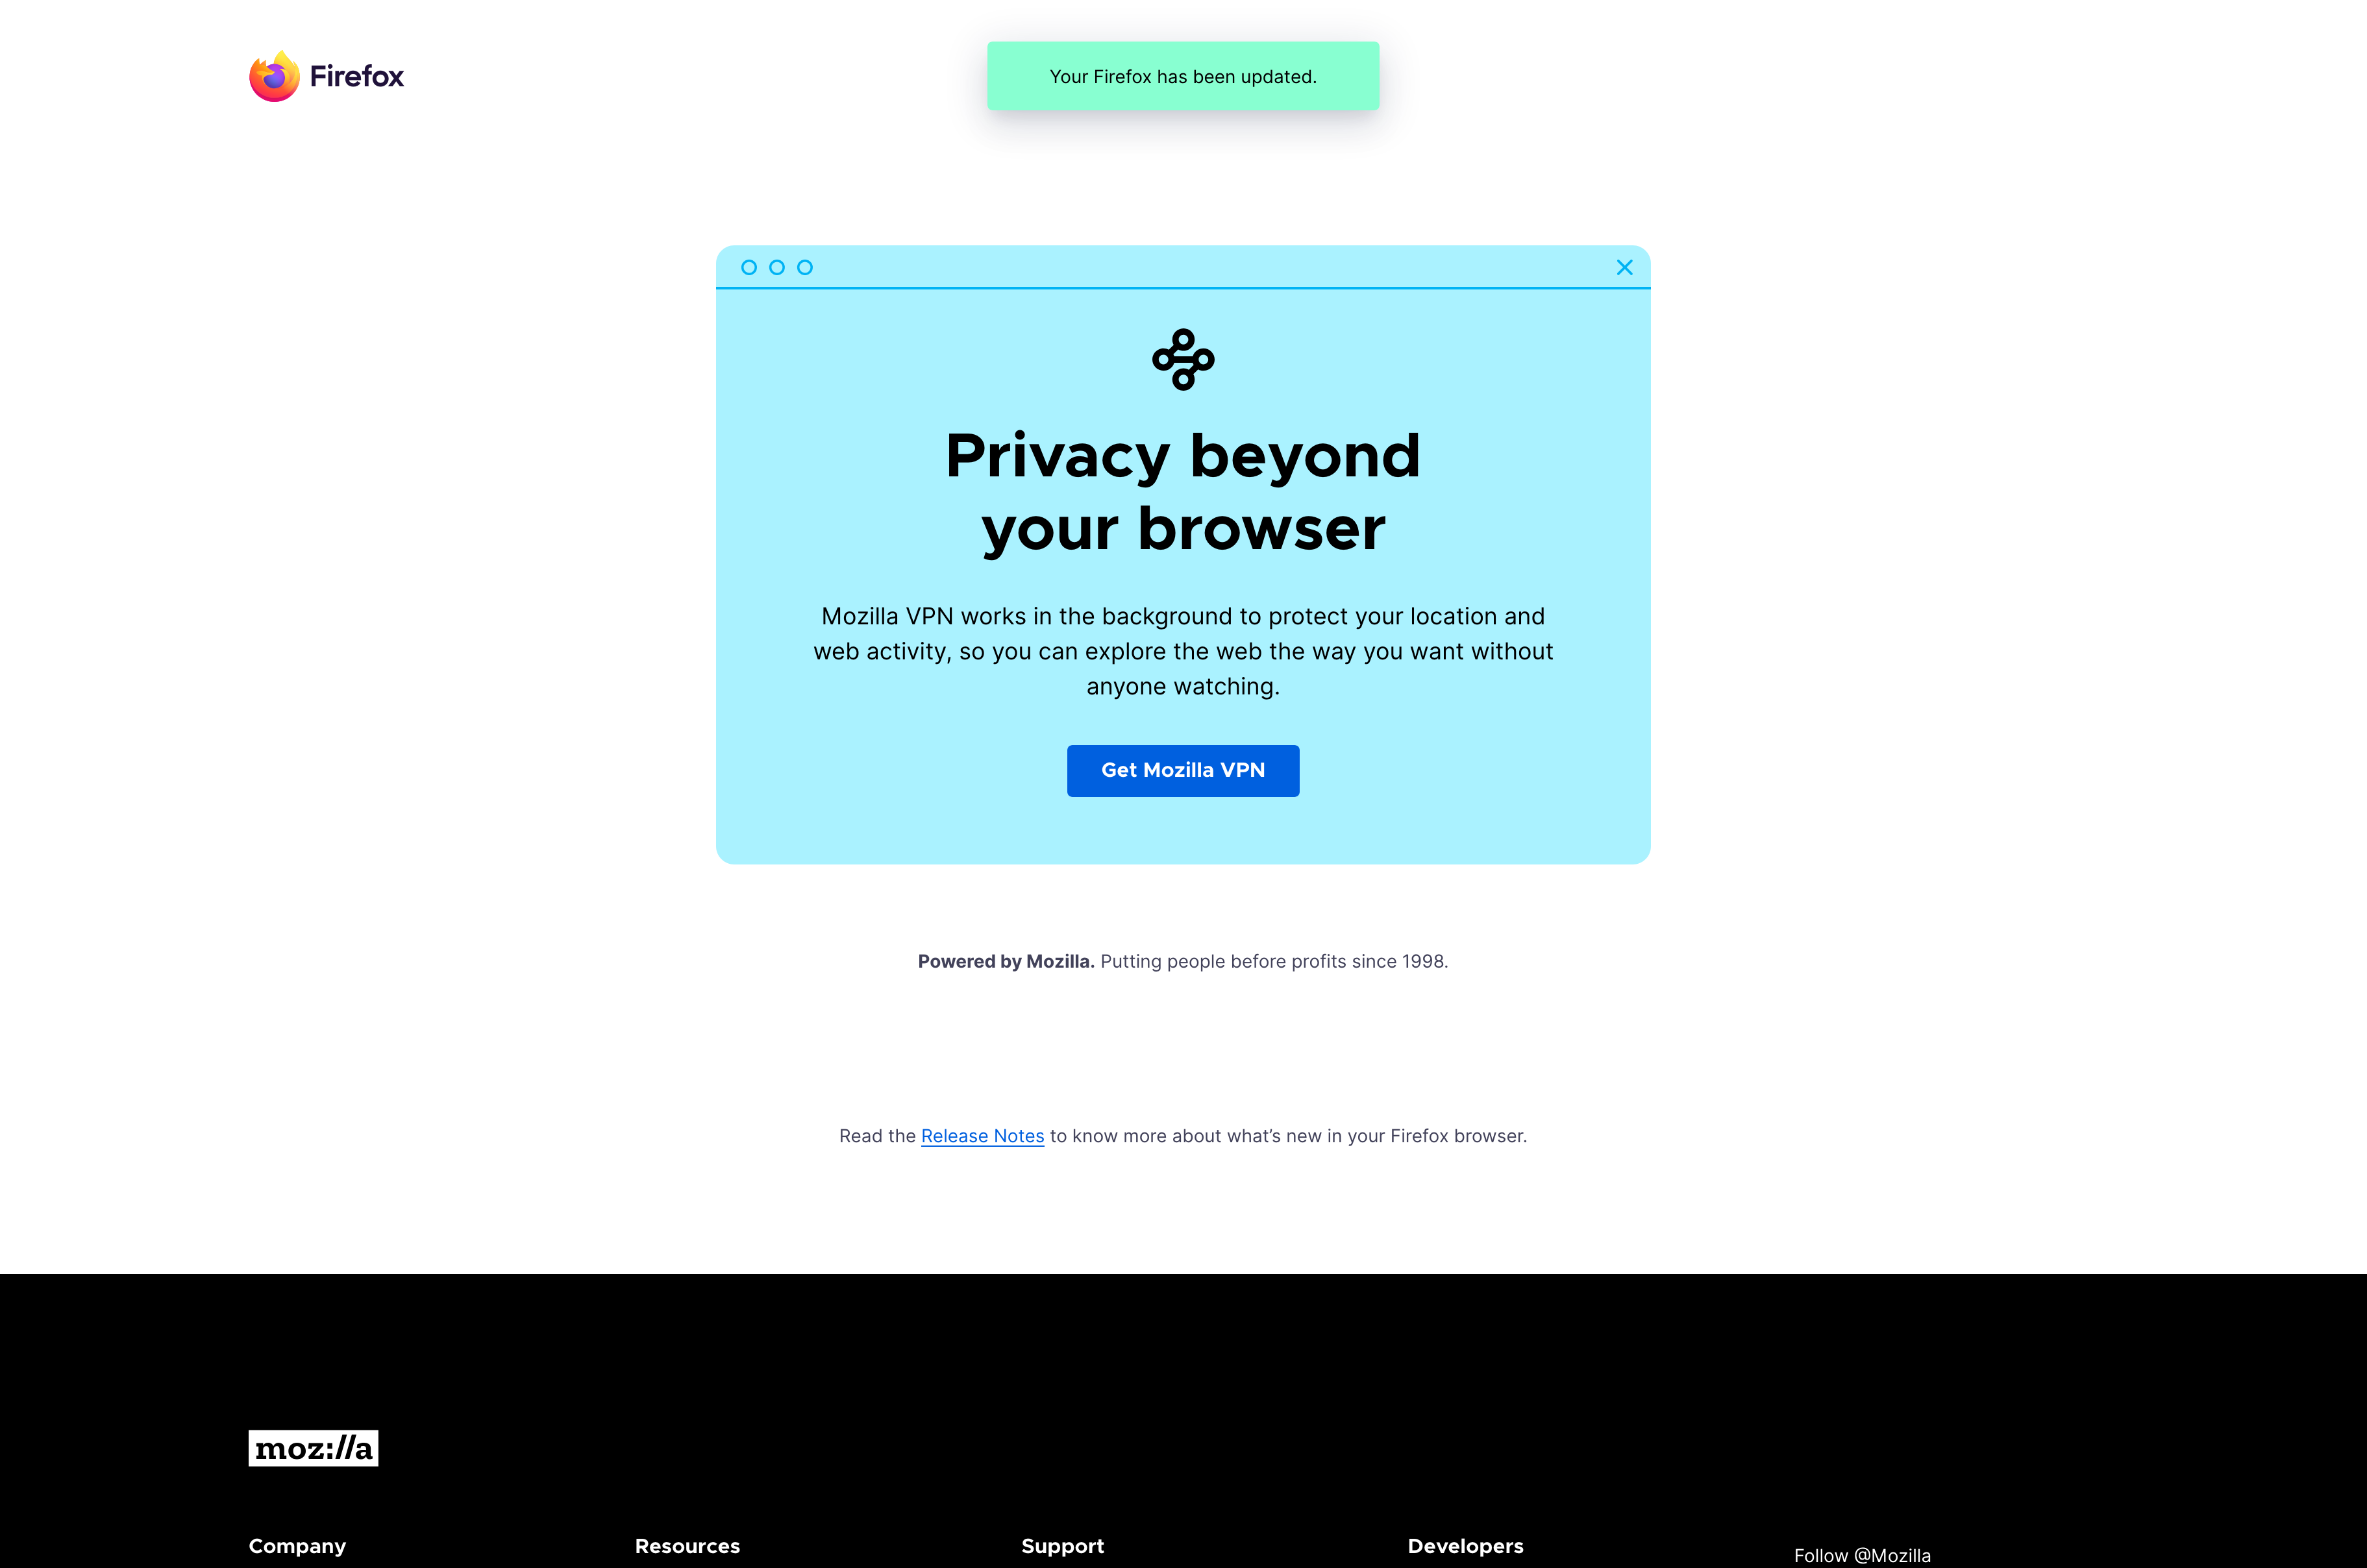 Firefox
Your Firefox has been updated.
Privacy beyond
your browser
Mozilla VPN works in the background to protect your location and
web activity, so you can explore the web the way you want without
anyone watching.
Get Mozilla VPN
Powered by Mozilla. Putting people before profits since 1998.
Read the Release Notes to know more about what’s new in your Firefox browser.
moz://a
Company
Resources
Support
Developers
Follow @Mozilla